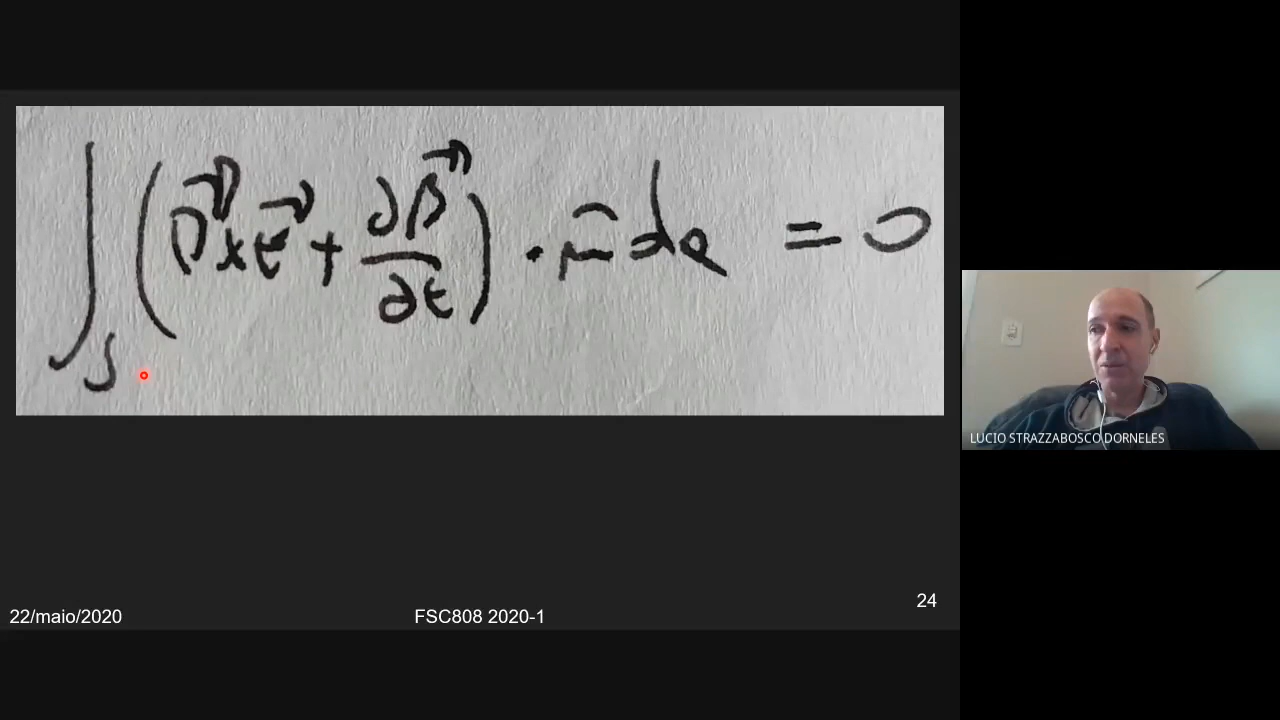 ∫_S (∇⃗ × E⃗ + ∂B⃗/∂t) · n̂ da = 0
LUCIO STRAZZABOSCO DORNELES
24
22/maio/2020 FSC808 2020-1